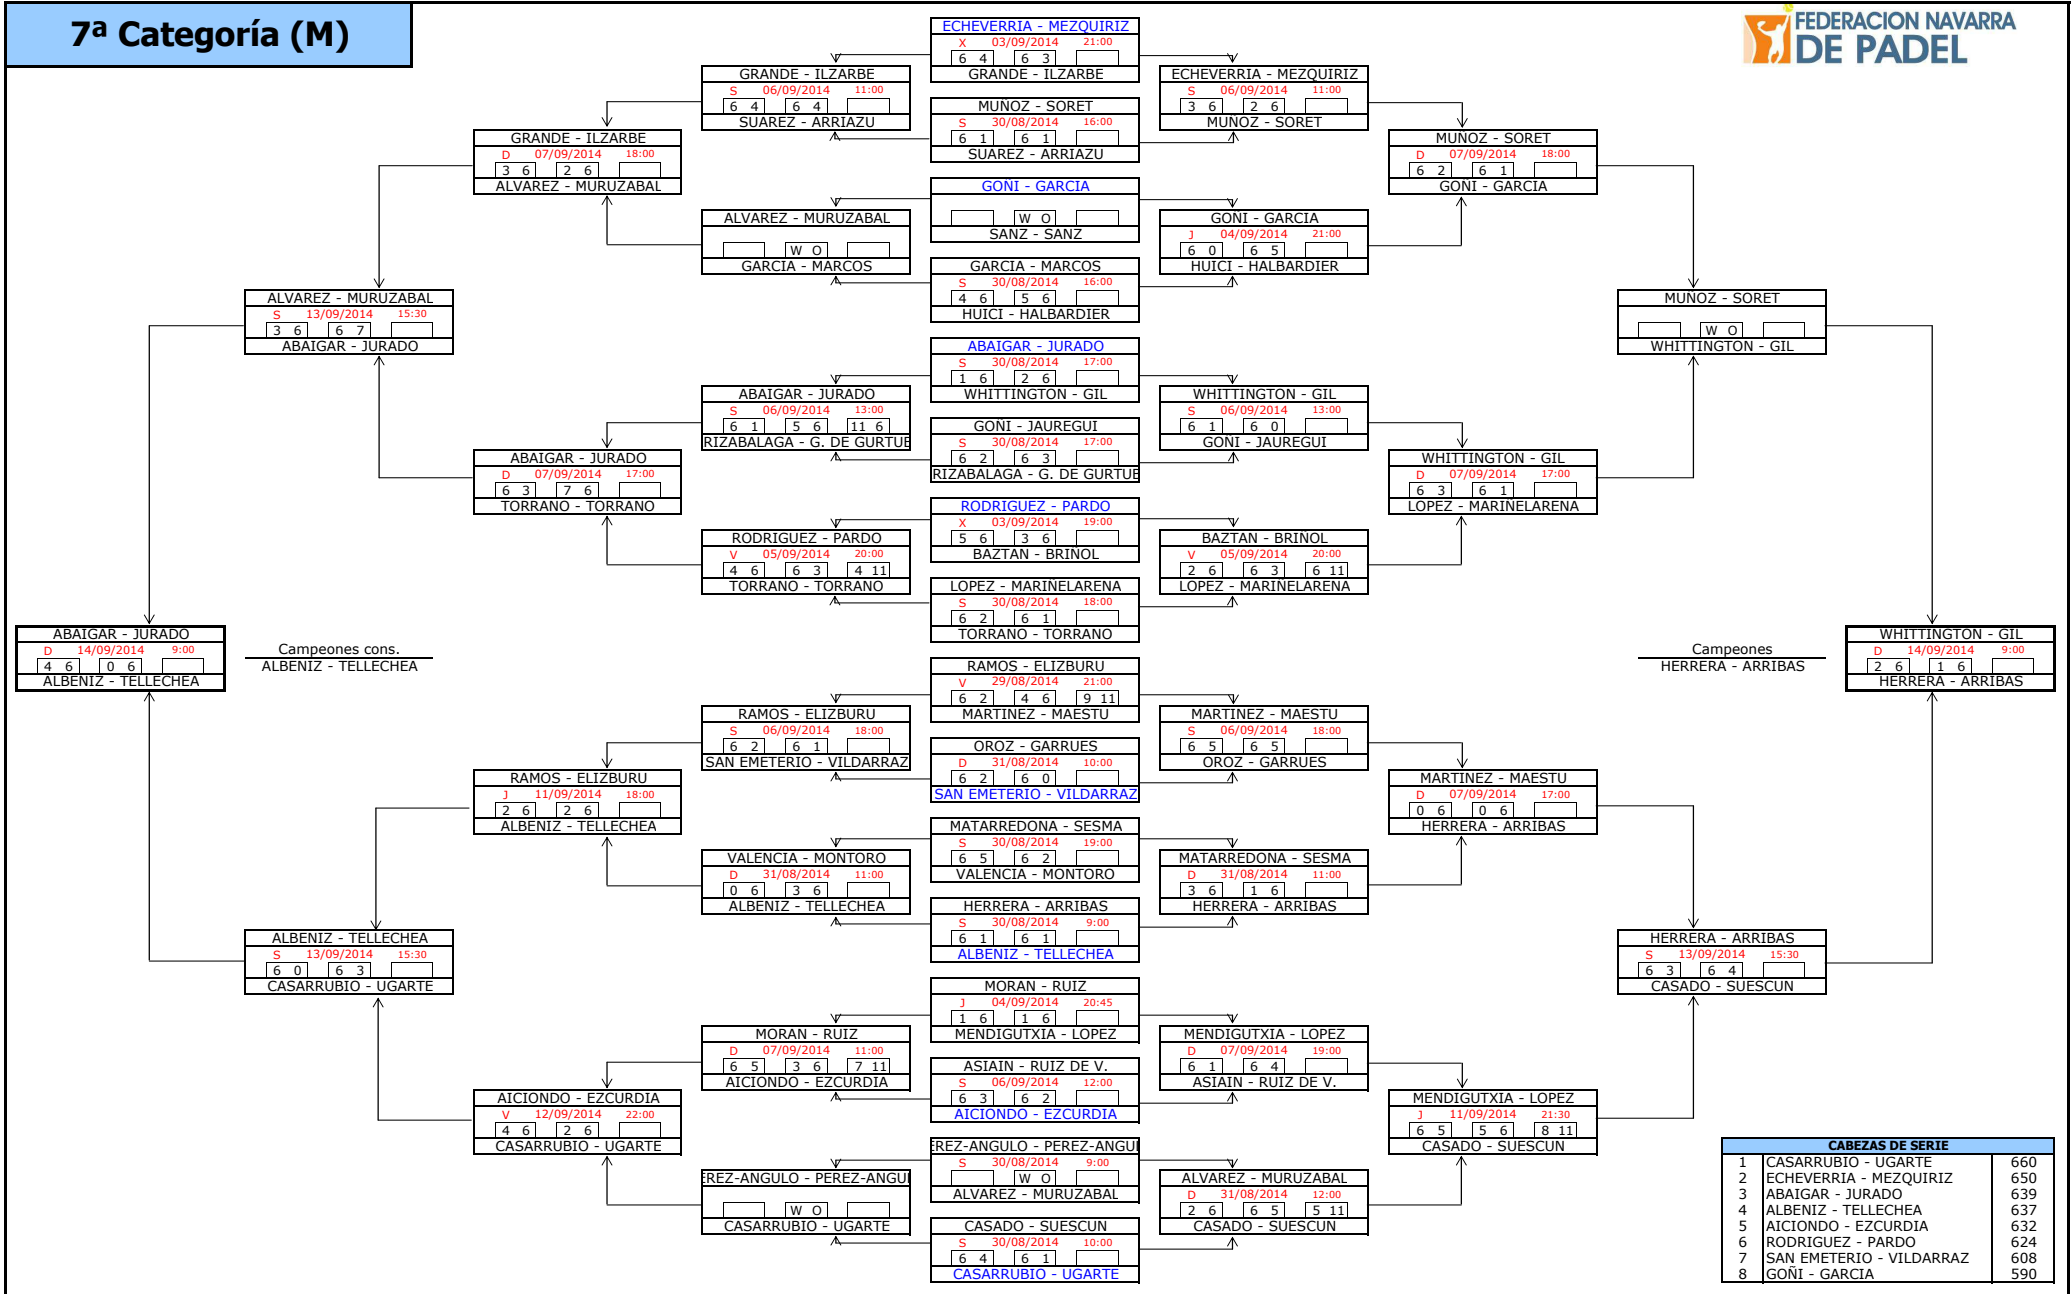 7ª Categoría (M)
FEDERACION NAVARRA
DE PADEL
ABAIGAR - JURADO
D 14/09/2014 9:00
4 6 0 6
ALBENIZ - TELLECHEA
Campeones cons.
ALBENIZ - TELLECHEA
ALVAREZ - MURUZABAL
S 13/09/2014 15:30
3 6 6 7
ABAIGAR - JURADO
ALBENIZ - TELLECHEA
S 13/09/2014 15:30
6 0 6 3
CASARRUBIO - UGARTE
GRANDE - ILZARBE
D 07/09/2014 18:00
3 6 2 6
ALVAREZ - MURUZABAL
ABAIGAR - JURADO
D 07/09/2014 17:00
6 3 7 6
TORRANO - TORRANO
RAMOS - ELIZBURU
J 11/09/2014 18:00
2 6 2 6
ALBENIZ - TELLECHEA
AICIONDO - EZCURDIA
V 12/09/2014 22:00
4 6 2 6
CASARRUBIO - UGARTE
GRANDE - ILZARBE
S 06/09/2014 11:00
6 4 6 4
SUAREZ - ARRIAZU
ALVAREZ - MURUZABAL
W O
GARCIA - MARCOS
ABAIGAR - JURADO
S 06/09/2014 13:00
6 1 5 6 11 6
RIZABALAGA - G. DE GURTUB
RODRIGUEZ - PARDO
V 05/09/2014 20:00
4 6 6 3 4 11
TORRANO - TORRANO
RAMOS - ELIZBURU
S 06/09/2014 18:00
6 2 6 1
SAN EMETERIO - VILDARRAZ
VALENCIA - MONTORO
D 31/08/2014 11:00
0 6 3 6
ALBENIZ - TELLECHEA
MORAN - RUIZ
D 07/09/2014 11:00
6 5 3 6 7 11
AICIONDO - EZCURDIA
EREZ-ANGULO - PEREZ-ANGUL
W O
CASARRUBIO - UGARTE
ECHEVERRIA - MEZQUIRIZ
X 03/09/2014 21:00
6 4 6 3
GRANDE - ILZARBE
MUÑOZ - SORET
S 30/08/2014 16:00
6 1 6 1
SUAREZ - ARRIAZU
GOÑI - GARCIA
W O
SANZ - SANZ
GARCIA - MARCOS
S 30/08/2014 16:00
4 6 5 6
HUICI - HALBARDIER
ABAIGAR - JURADO
S 30/08/2014 17:00
1 6 2 6
WHITTINGTON - GIL
GOÑI - JAUREGUI
S 30/08/2014 17:00
6 2 6 3
RIZABALAGA - G. DE GURTUB
RODRIGUEZ - PARDO
X 03/09/2014 19:00
5 6 3 6
BAZTAN - BRIÑOL
LOPEZ - MARIÑELARENA
S 30/08/2014 18:00
6 2 6 1
TORRANO - TORRANO
RAMOS - ELIZBURU
V 29/08/2014 21:00
6 2 4 6 9 11
MARTINEZ - MAESTU
OROZ - GARRUES
D 31/08/2014 10:00
6 2 6 0
SAN EMETERIO - VILDARRAZ
MATARREDONA - SESMA
S 30/08/2014 19:00
6 5 6 2
VALENCIA - MONTORO
HERRERA - ARRIBAS
S 30/08/2014 9:00
6 1 6 1
ALBENIZ - TELLECHEA
MORAN - RUIZ
J 04/09/2014 20:45
1 6 1 6
MENDIGUTXIA - LOPEZ
ASIAIN - RUIZ DE V.
S 06/09/2014 12:00
6 3 6 2
AICIONDO - EZCURDIA
EREZ-ANGULO - PEREZ-ANGUL
S 30/08/2014 9:00
W O
ALVAREZ - MURUZABAL
CASADO - SUESCUN
S 30/08/2014 10:00
6 4 6 1
CASARRUBIO - UGARTE
ECHEVERRIA - MEZQUIRIZ
S 06/09/2014 11:00
3 6 2 6
MUÑOZ - SORET
GOÑI - GARCIA
J 04/09/2014 21:00
6 0 6 5
HUICI - HALBARDIER
WHITTINGTON - GIL
S 06/09/2014 13:00
6 1 6 0
GOÑI - JAUREGUI
BAZTAN - BRIÑOL
V 05/09/2014 20:00
2 6 6 3 6 11
LOPEZ - MARIÑELARENA
MARTINEZ - MAESTU
S 06/09/2014 18:00
6 5 6 5
OROZ - GARRUES
MATARREDONA - SESMA
D 31/08/2014 11:00
3 6 1 6
HERRERA - ARRIBAS
MENDIGUTXIA - LOPEZ
D 07/09/2014 19:00
6 1 6 4
ASIAIN - RUIZ DE V.
ALVAREZ - MURUZABAL
D 31/08/2014 12:00
2 6 6 5 5 11
CASADO - SUESCUN
MUÑOZ - SORET
D 07/09/2014 18:00
6 2 6 1
GOÑI - GARCIA
WHITTINGTON - GIL
D 07/09/2014 17:00
6 3 6 1
LOPEZ - MARIÑELARENA
MARTINEZ - MAESTU
D 07/09/2014 17:00
0 6 0 6
HERRERA - ARRIBAS
MENDIGUTXIA - LOPEZ
J 11/09/2014 21:30
6 5 5 6 8 11
CASADO - SUESCUN
MUÑOZ - SORET
W O
WHITTINGTON - GIL
HERRERA - ARRIBAS
S 13/09/2014 15:30
6 3 6 4
CASADO - SUESCUN
Campeones
HERRERA - ARRIBAS
WHITTINGTON - GIL
D 14/09/2014 9:00
2 6 1 6
HERRERA - ARRIBAS
CABEZAS DE SERIE
1 CASARRUBIO - UGARTE 660
2 ECHEVERRIA - MEZQUIRIZ 650
3 ABAIGAR - JURADO 639
4 ALBENIZ - TELLECHEA 637
5 AICIONDO - EZCURDIA 632
6 RODRIGUEZ - PARDO 624
7 SAN EMETERIO - VILDARRAZ 608
8 GOÑI - GARCIA 590